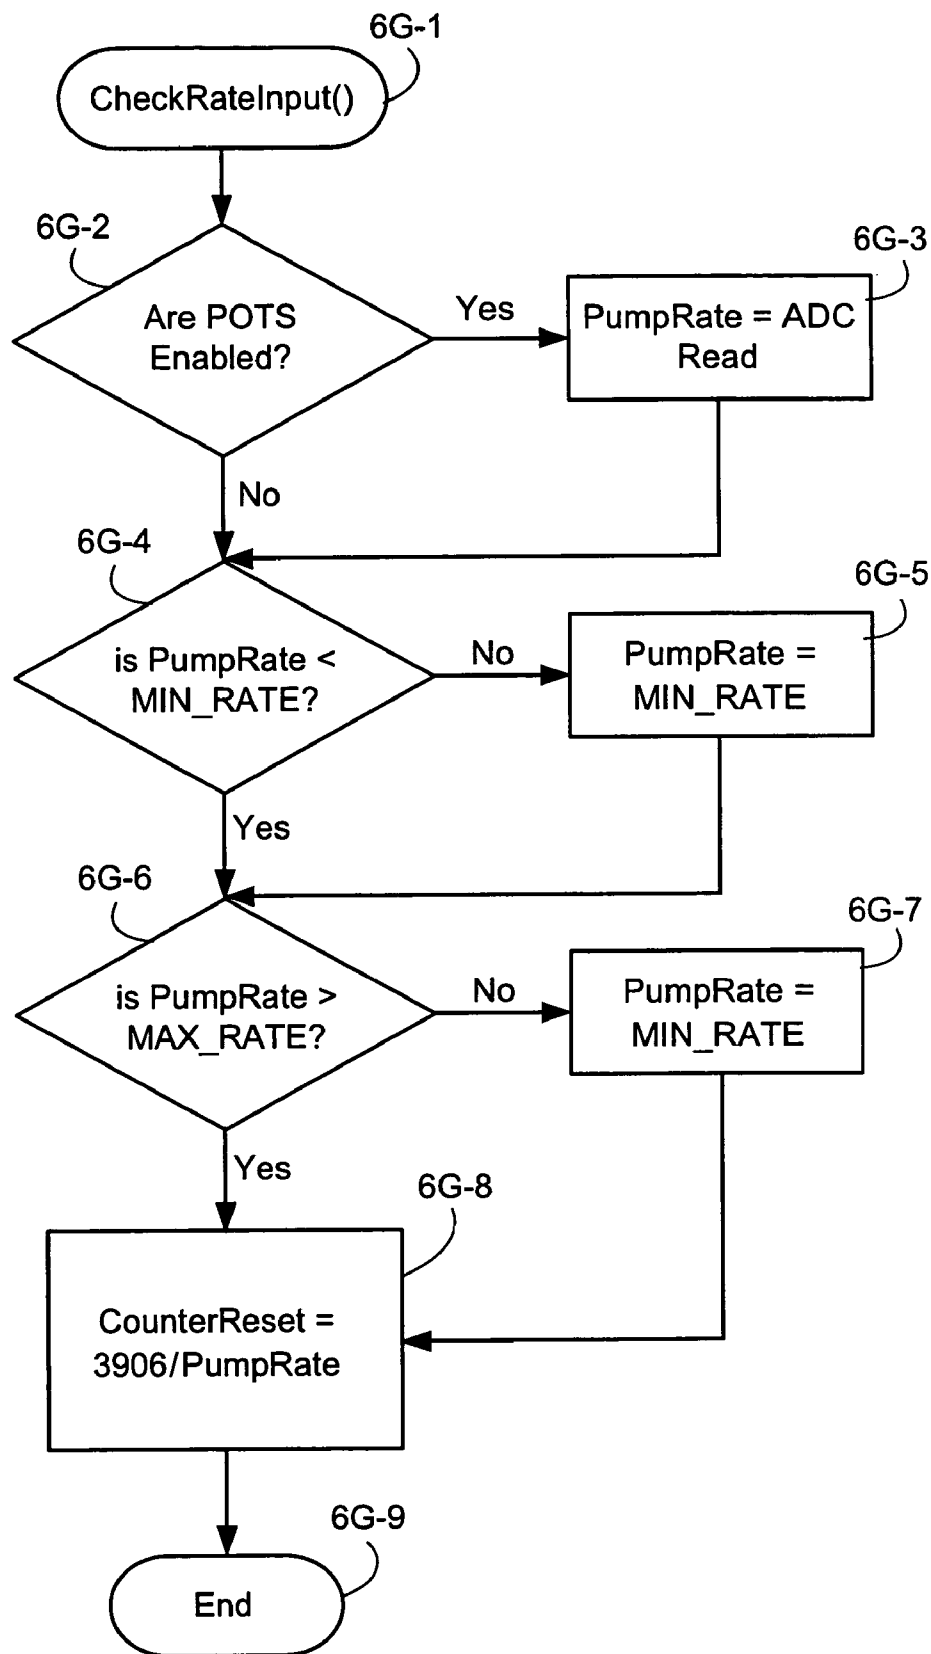 6G-1
CheckRateInput()
6G-2
Are POTS
Enabled?
Yes
6G-3
PumpRate = ADC
Read
No
6G-4
is PumpRate <
MIN_RATE?
No
6G-5
PumpRate =
MIN_RATE
Yes
6G-6
is PumpRate >
MAX_RATE?
No
6G-7
PumpRate =
MIN_RATE
Yes
6G-8
CounterReset =
3906/PumpRate
6G-9
End